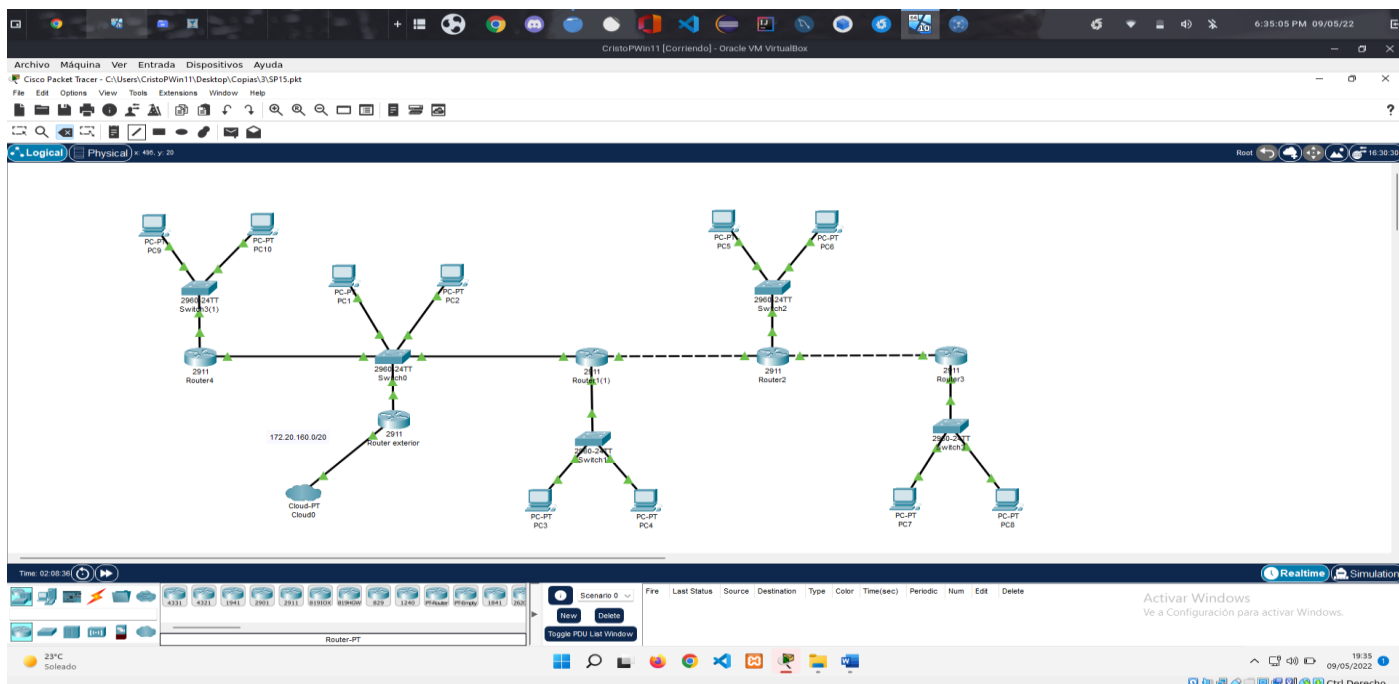 6:35:05 PM 09/05/22
CristoPWin11 [Corriendo] - Oracle VM VirtualBox
Archivo Máquina Ver Entrada Dispositivos Ayuda
Cisco Packet Tracer - C:\Users\CristoPWin11\Desktop\Copias\3\SP15.pkt
File Edit Options View Tools Extensions Window Help
?
Logical Physical x: 495, y: 20
Root 16:30:30
PC-PT
PC9
PC-PT
PC10
2960-24TT
Switch3(1)
2911
Router4
PC-PT
PC1
PC-PT
PC2
2960-24TT
Switch0
2911
Router exterior
172.20.160.0/20
Cloud-PT
Cloud0
2911
Router1(1)
2960-24TT
Switch1
PC-PT
PC3
PC-PT
PC4
PC-PT
PC5
PC-PT
PC6
2960-24TT
Switch2
2911
Router2
2911
Router3
2960-24TT
PC-PT
PC7
PC-PT
PC8
Time: 02:08:36
Realtime Simulation
4331 4321 1941 2901 2911 819IOX 819HGW 829 1240 PT-Router PT-Empty 1841
Router-PT
Scenario 0
New Delete
Toggle PDU List Window
Fire Last Status Source Destination Type Color Time(sec) Periodic Num Edit Delete
Activar Windows
Ve a Configuración para activar Windows.
23°C
Soleado
19:35
09/05/2022
1
Ctrl Derecho